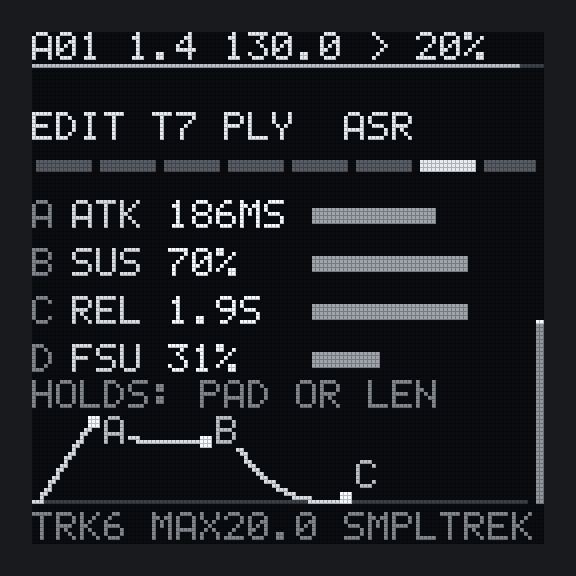 A01 1.4 130.0 > 20%
EDIT T7 PLY ASR
A ATK 186MS
B SUS 70%
C REL 1.9S
D FSU 31%
HOLDS: PAD OR LEN
A B
C
TRK6 MAX20.0 SMPLTREK